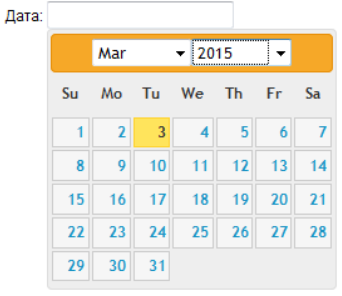 Дата:
Mar 2015
Su Mo Tu We Th Fr Sa
1 2 3 4 5 6 7
8 9 10 11 12 13 14
15 16 17 18 19 20 21
22 23 24 25 26 27 28
29 30 31